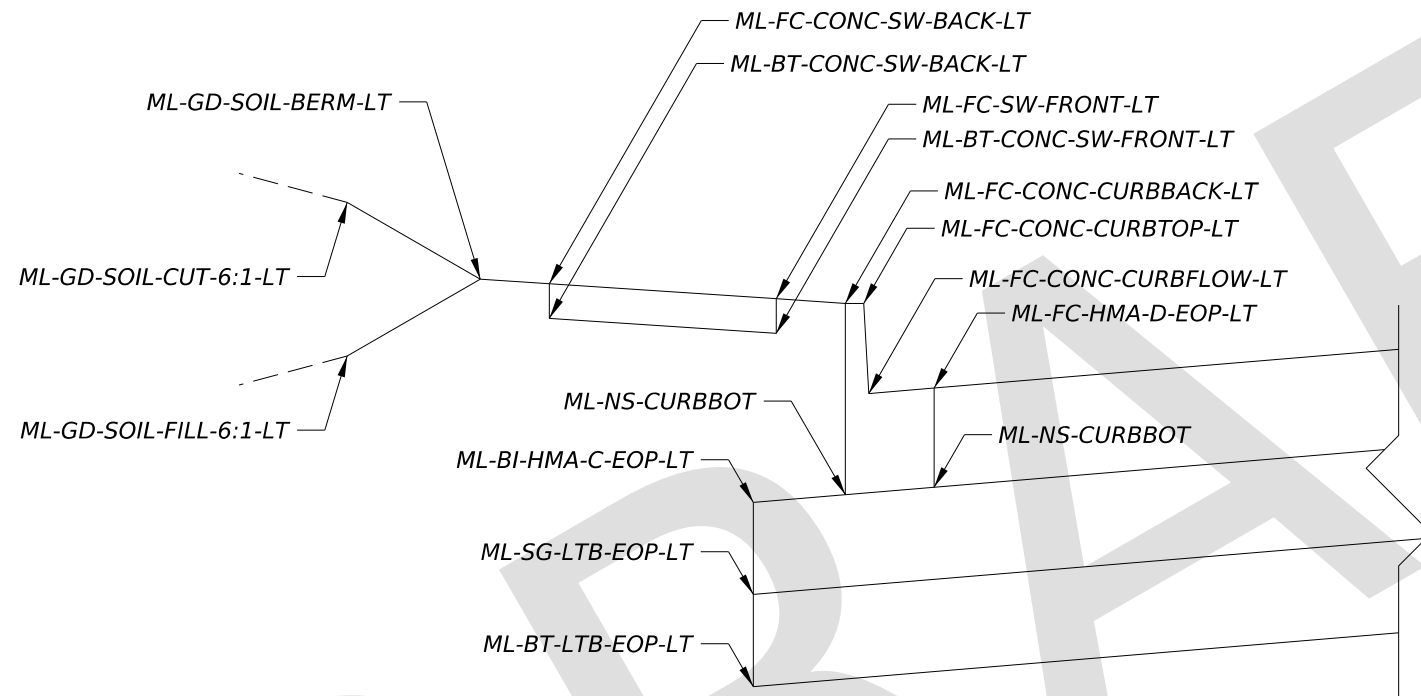 ML-FC-CONC-SW-BACK-LT
ML-BT-CONC-SW-BACK-LT
ML-GD-SOIL-BERM-LT
ML-FC-SW-FRONT-LT
ML-BT-CONC-SW-FRONT-LT
ML-FC-CONC-CURBBACK-LT
ML-FC-CONC-CURBTOP-LT
ML-GD-SOIL-CUT-6:1-LT
ML-FC-CONC-CURBFLOW-LT
ML-FC-HMA-D-EOP-LT
ML-NS-CURBBOT
ML-GD-SOIL-FILL-6:1-LT
ML-NS-CURBBOT
ML-BI-HMA-C-EOP-LT
ML-SG-LTB-EOP-LT
ML-BT-LTB-EOP-LT